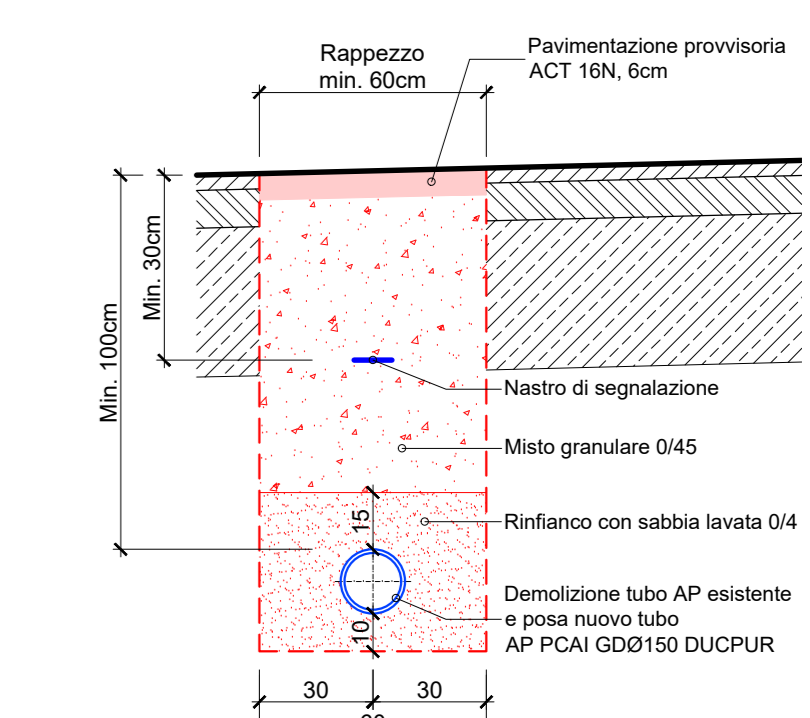 Rappezzo
min. 60cm
Pavimentazione provvisoria
ACT 16N, 6cm
Min. 30cm
Min. 100cm
Nastro di segnalazione
Misto granulare 0/45
15
Rinfianco con sabbia lavata 0/4
Demolizione tubo AP esistente
e posa nuovo tubo
AP PCAI GDØ150 DUCPUR
10
30
30